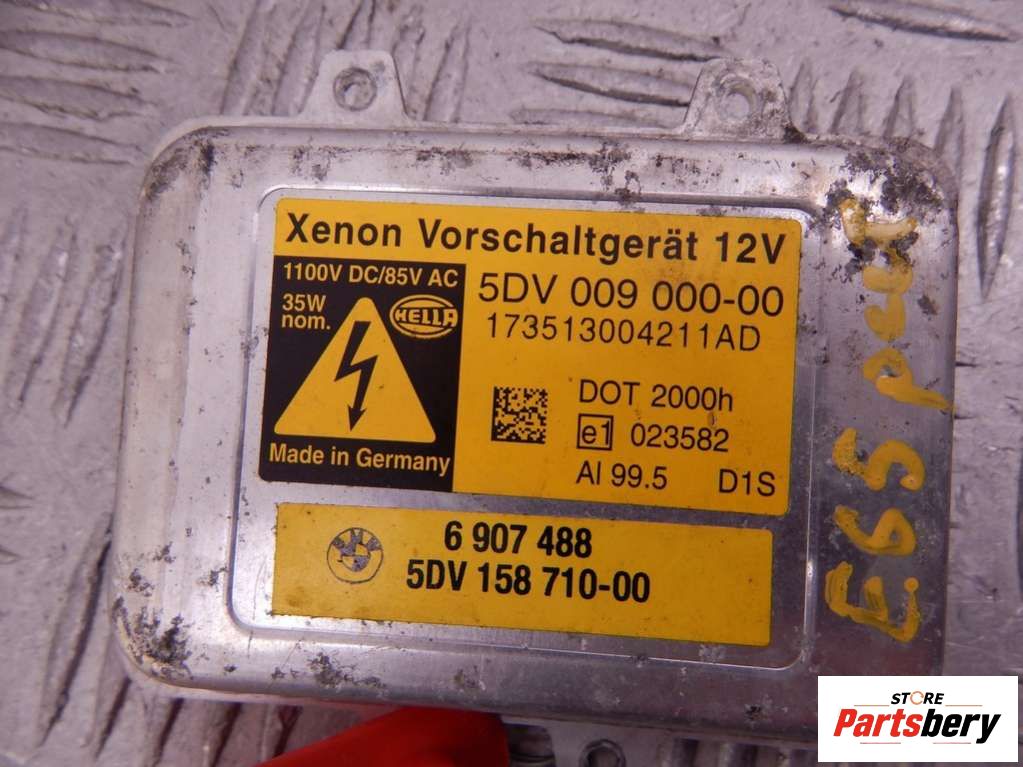 Xenon Vorschaltgerät 12V
1100V DC/85V AC
35W
nom.
HELLA
Made in Germany
5DV 009 000-00
173513004211AD
DOT 2000h
e1 023582
Al 99.5 D1S
6 907 488
5DV 158 710-00
E65
STORE
Partsbery